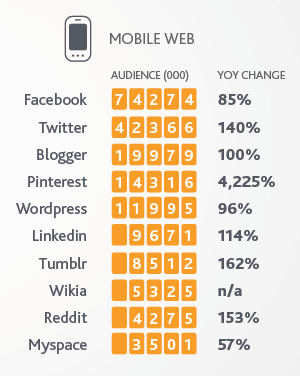 MOBILE WEB
AUDIENCE (000) YOY CHANGE
Facebook 74274 85%
Twitter 42366 140%
Blogger 19979 100%
Pinterest 14316 4,225%
Wordpress 11995 96%
Linkedin 9671 114%
Tumblr 8512 162%
Wikia 5325 n/a
Reddit 4275 153%
Myspace 3501 57%